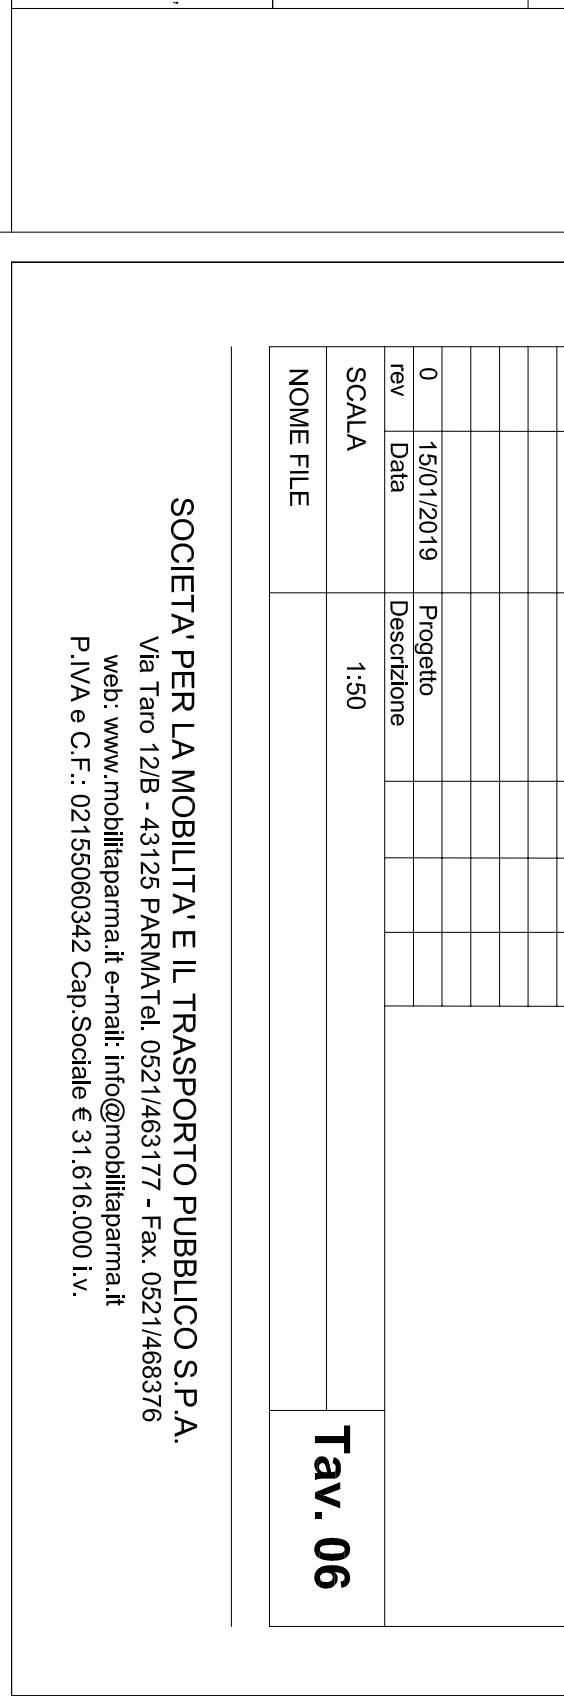 0 15/01/2019 Progetto
rev Data Descrizione
SCALA 1:50
NOME FILE
Tav. 06
SOCIETA' PER LA MOBILITA' E IL TRASPORTO PUBBLICO S.P.A.
Via Taro 12/B - 43125 PARMATel. 0521/463177 - Fax. 0521/468376
web: www.mobilitaparma.it e-mail: info@mobilitaparma.it
P.IVA e C.F.: 02155060342 Cap.Sociale € 31.616.000 i.v.